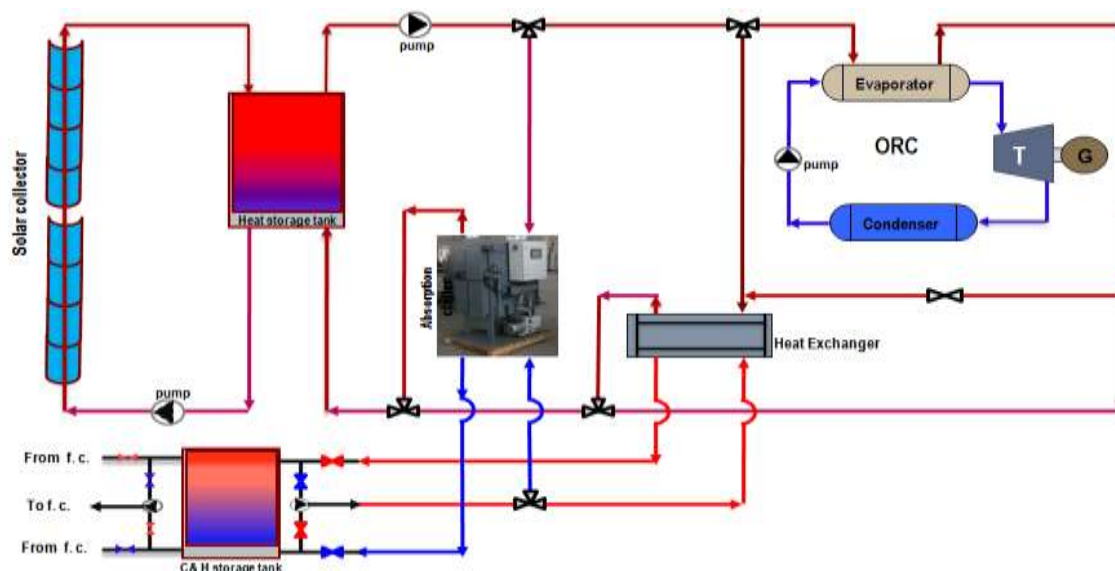 pump
Evaporator
ORC
T
G
pump
Condenser
Solar collector
Heat storage tank
Absorption
chiller
Heat Exchanger
pump
From f. c.
To f. c.
From f. c.
C& H storage tank